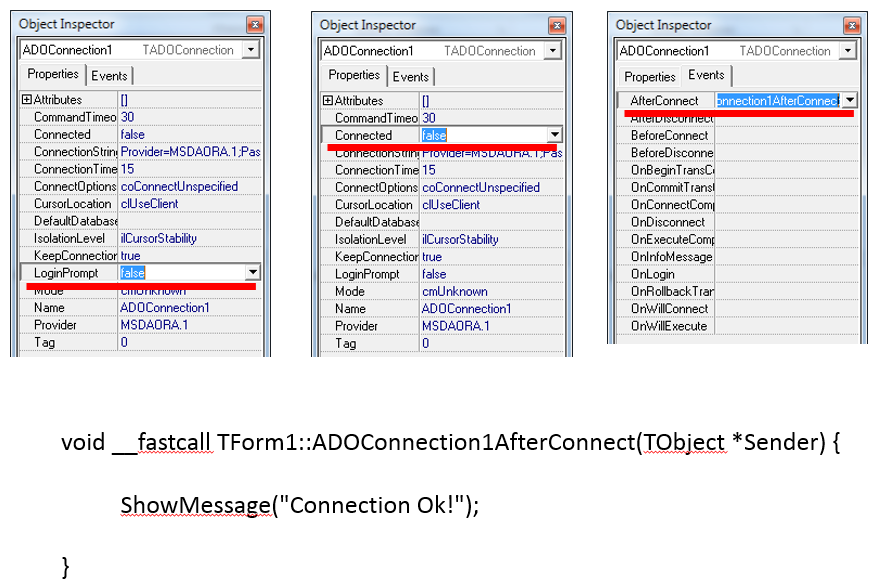 Object Inspector
ADOConnection1 TADOConnection
Properties Events
Attributes []
CommandTimeo 30
Connected false
ConnectionString Provider=MSDAORA.1;Pas
ConnectionTime 15
ConnectOptions coConnectUnspecified
CursorLocation clUseClient
DefaultDatabase
IsolationLevel ilCursorStability
KeepConnection true
LoginPrompt false
Mode cmUnknown
Name ADOConnection1
Provider MSDAORA.1
Tag 0
Object Inspector
ADOConnection1 TADOConnection
Properties Events
Attributes []
CommandTimeo 30
Connected false
ConnectionString Provider=MSDAORA.1;Pas
ConnectionTime 15
ConnectOptions coConnectUnspecified
CursorLocation clUseClient
DefaultDatabase
IsolationLevel ilCursorStability
KeepConnection true
LoginPrompt false
Mode cmUnknown
Name ADOConnection1
Provider MSDAORA.1
Tag 0
Object Inspector
ADOConnection1 TADOConnection
Properties Events
AfterConnect onnection1AfterConnect
AfterDisconnect
BeforeConnect
BeforeDisconne
OnBeginTransC
OnCommitTrans
OnConnectComp
OnDisconnect
OnExecuteComp
OnInfoMessage
OnLogin
OnRollbackTran
OnWillConnect
OnWillExecute
void __fastcall TForm1::ADOConnection1AfterConnect(TObject *Sender) {
ShowMessage("Connection Ok!");
}